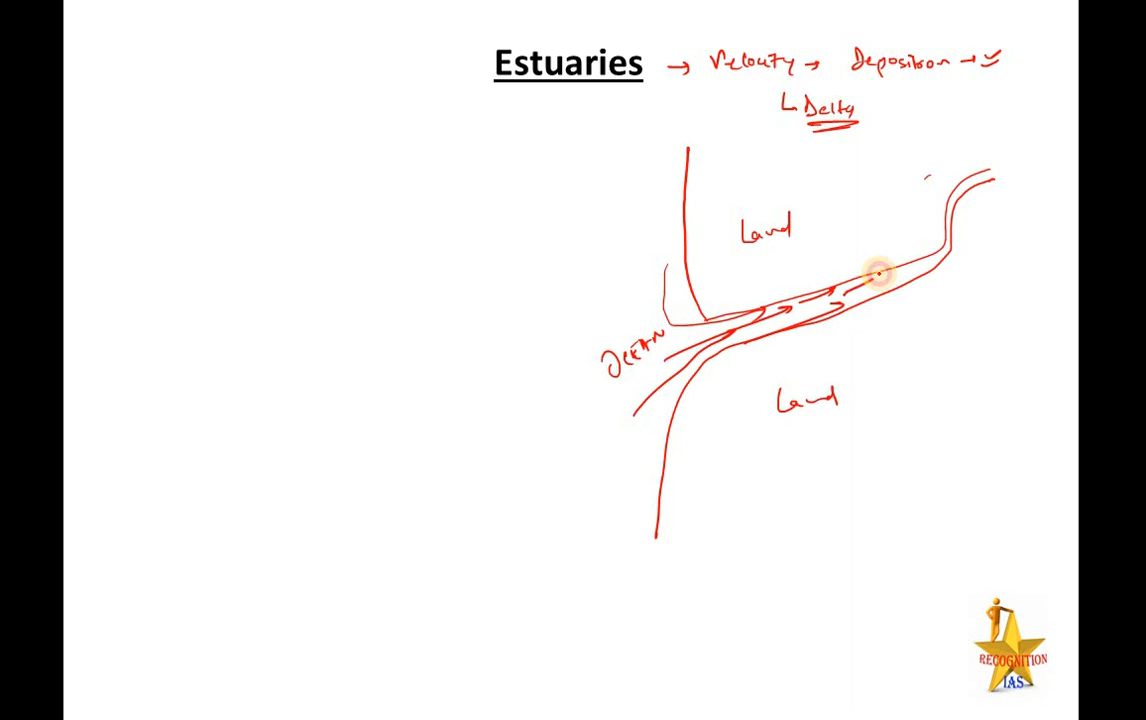 Estuaries → Velocity → Deposition →
↳ Delta
Land
OCEAN
Land
RECOGNITION
IAS